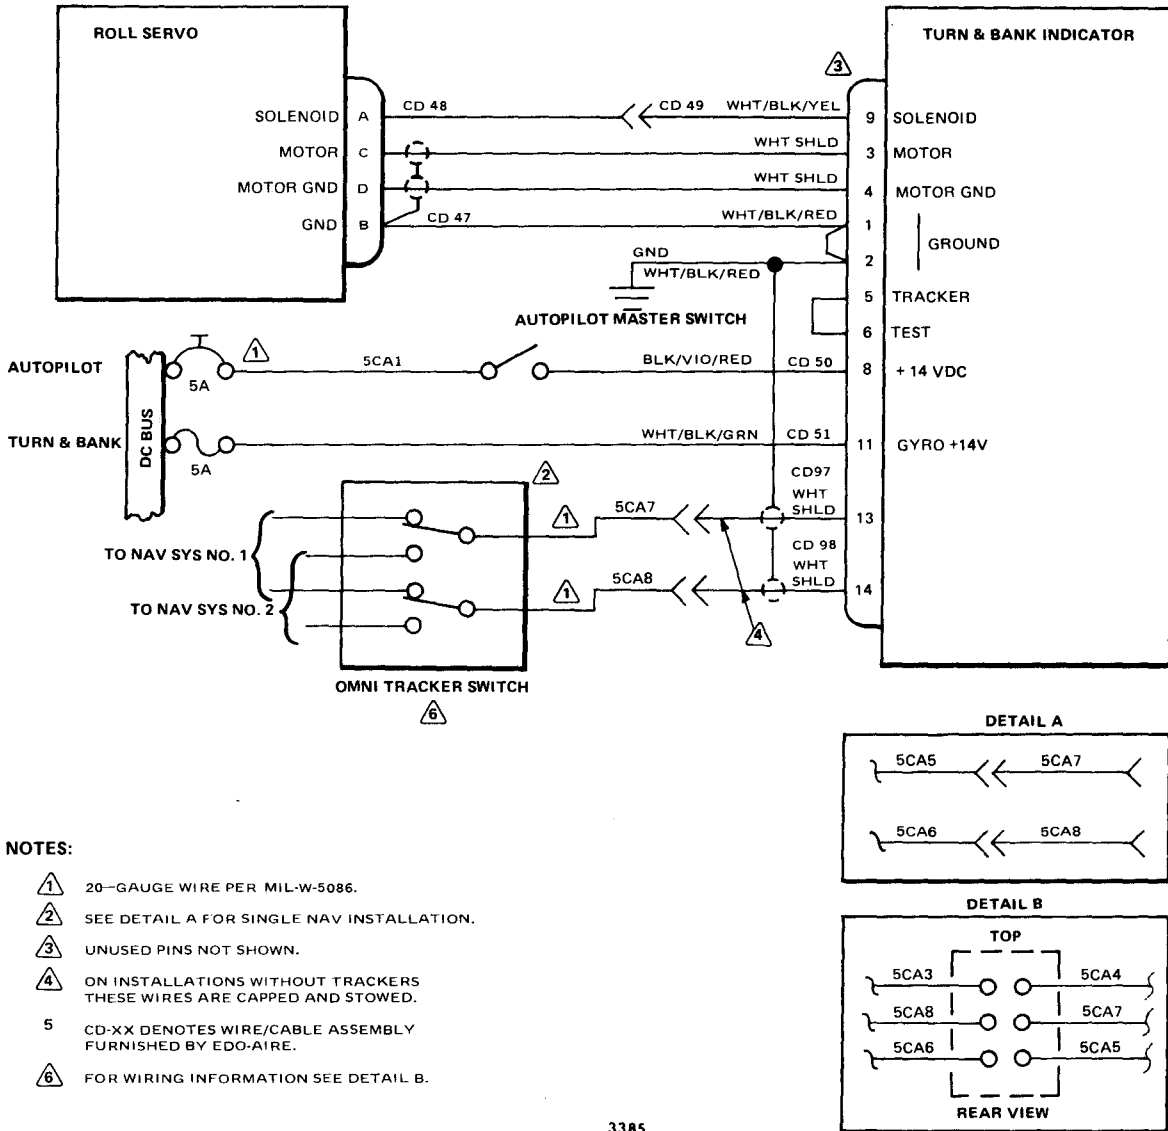 ROLL SERVO
TURN & BANK INDICATOR
3
SOLENOID A CD 48 CD 49 WHT/BLK/YEL 9 SOLENOID
MOTOR C WHT SHLD 3 MOTOR
MOTOR GND D WHT SHLD 4 MOTOR GND
GND B CD 47 WHT/BLK/RED 1
GROUND
GND 2
WHT/BLK/RED
5 TRACKER
AUTOPILOT MASTER SWITCH
6 TEST
AUTOPILOT 5A 1 5CA1 BLK/VIO/RED CD 50 8 + 14 VDC
DC BUS
TURN & BANK 5A WHT/BLK/GRN CD 51 11 GYRO +14V
2
CD97
WHT
SHLD
5CA7
1
13
TO NAV SYS NO. 1
CD 98
WHT
SHLD
5CA8
1
14
TO NAV SYS NO. 2
4
OMNI TRACKER SWITCH
6
DETAIL A
5CA5 5CA7
5CA6 5CA8
NOTES:
1 20-GAUGE WIRE PER MIL-W-5086.
2 SEE DETAIL A FOR SINGLE NAV INSTALLATION.
3 UNUSED PINS NOT SHOWN.
4 ON INSTALLATIONS WITHOUT TRACKERS
THESE WIRES ARE CAPPED AND STOWED.
5 CD-XX DENOTES WIRE/CABLE ASSEMBLY
FURNISHED BY EDO-AIRE.
6 FOR WIRING INFORMATION SEE DETAIL B.
DETAIL B
TOP
5CA3 5CA4
5CA8 5CA7
5CA6 5CA5
REAR VIEW
3385